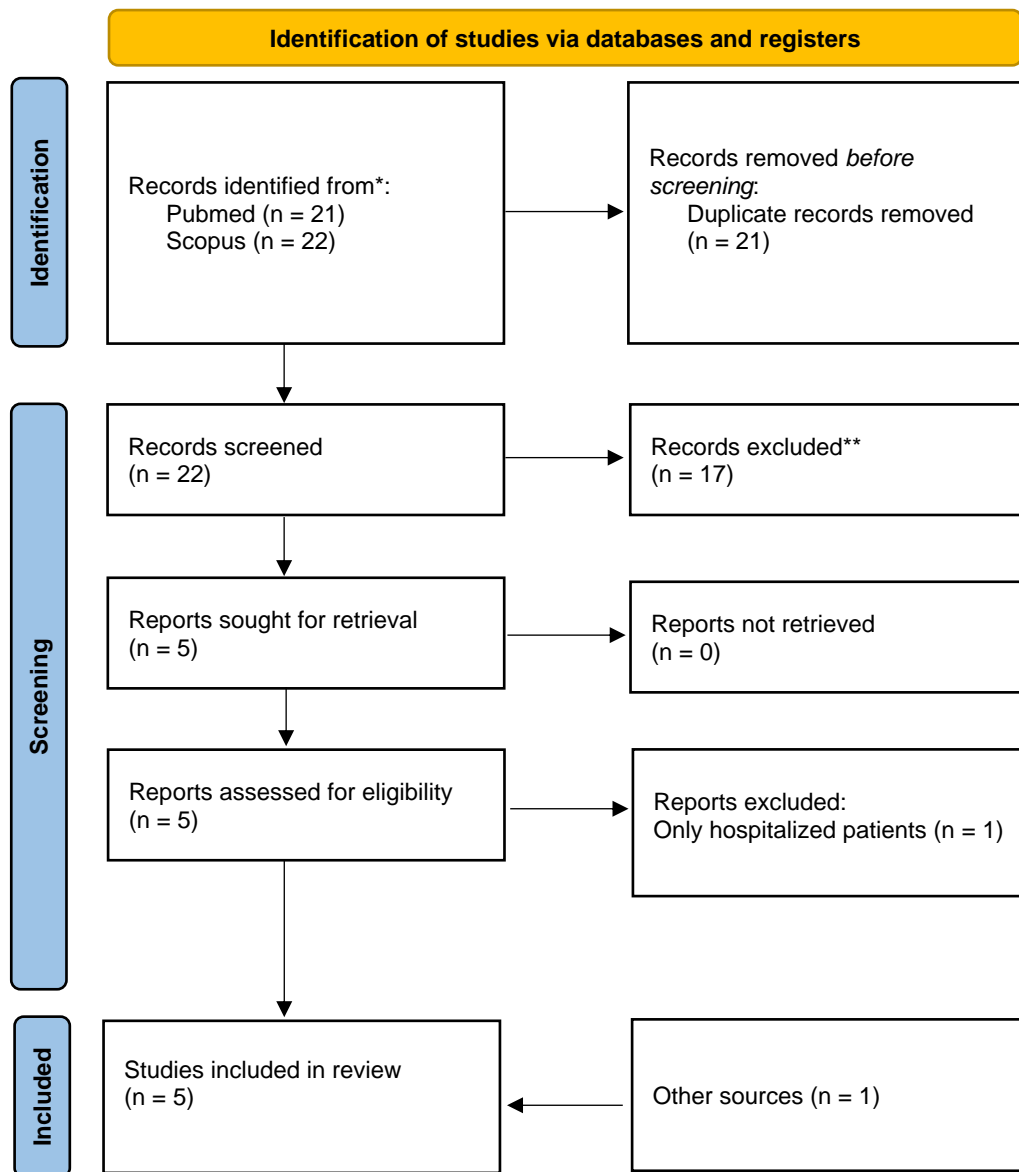 Identification of studies via databases and registers
Identification
Records identified from*:
Pubmed (n = 21)
Scopus (n = 22)
Records removed before
screening:
Duplicate records removed
(n = 21)
Screening
Records screened
(n = 22)
Records excluded**
(n = 17)
Reports sought for retrieval
(n = 5)
Reports not retrieved
(n = 0)
Reports assessed for eligibility
(n = 5)
Reports excluded:
Only hospitalized patients (n = 1)
Included
Studies included in review
(n = 5)
Other sources (n = 1)